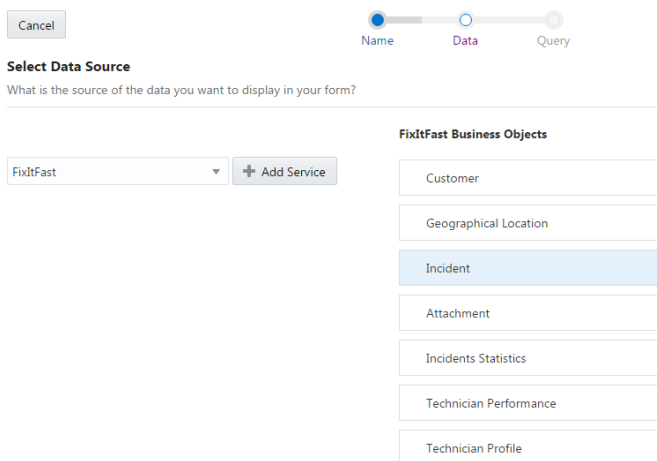 Cancel
Name
Data
Query
Select Data Source
What is the source of the data you want to display in your form?
FixItFast Business Objects
FixItFast
Add Service
Customer
Geographical Location
Incident
Attachment
Incidents Statistics
Technician Performance
Technician Profile